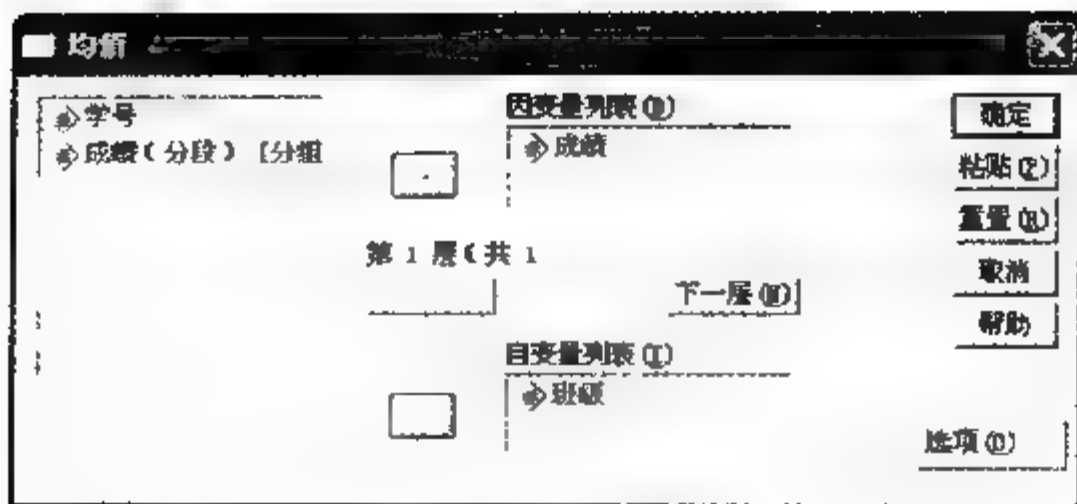 均值
学号
成绩（分段） [分组
因变量列表(D)
成绩
第 1 层(共 1
下一层(N)
自变量列表(I)
班级
确定
粘贴(P)
重置(R)
取消
帮助
选项(O)